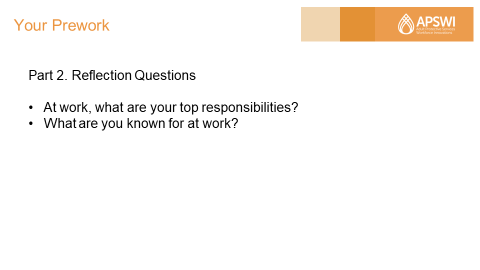 Your Prework
APSWI
Part 2. Reflection Questions
• At work, what are your top responsibilities?
• What are you known for at work?